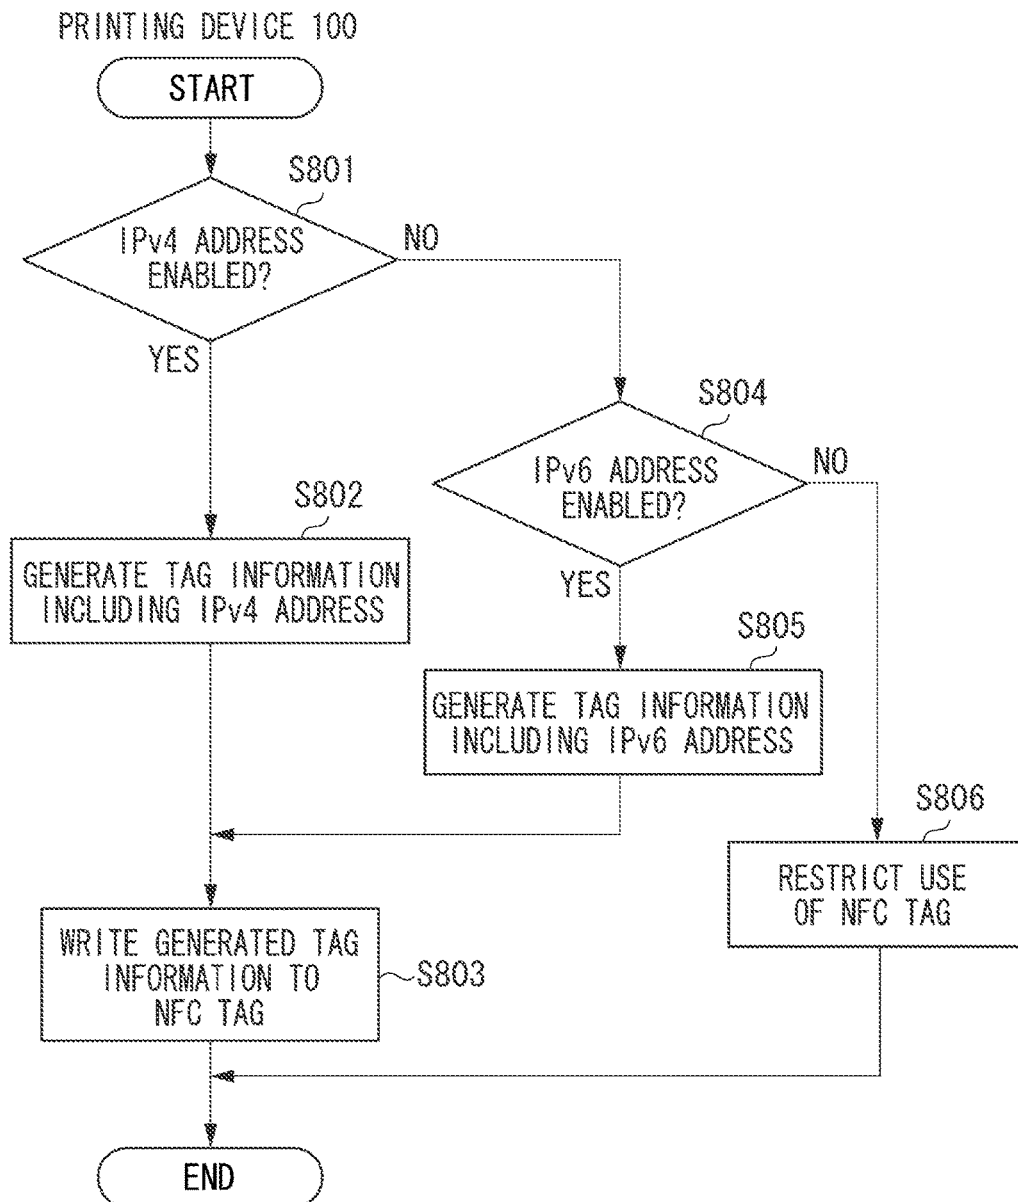 PRINTING DEVICE 100
START
S801
IPv4 ADDRESS
ENABLED?
NO
YES
S804
IPv6 ADDRESS
ENABLED?
NO
YES
S802
GENERATE TAG INFORMATION
INCLUDING IPv4 ADDRESS
S805
GENERATE TAG INFORMATION
INCLUDING IPv6 ADDRESS
S806
RESTRICT USE
OF NFC TAG
WRITE GENERATED TAG
INFORMATION TO
NFC TAG
S803
END